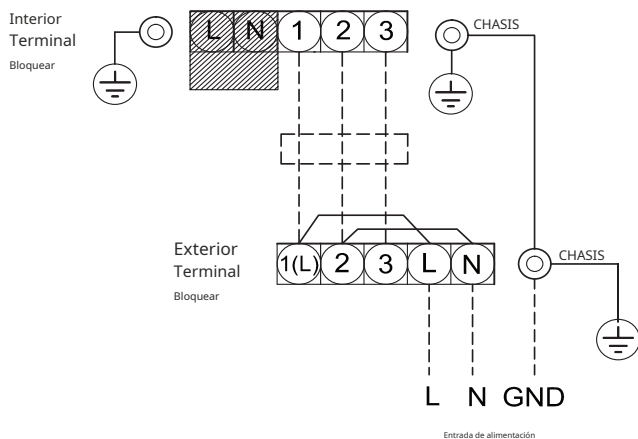 Interior
Terminal
Bloquear
L N 1 2 3
CHASIS
Exterior
Terminal
Bloquear
1(L) 2 3 L N
CHASIS
L N GND
Entrada de alimentación